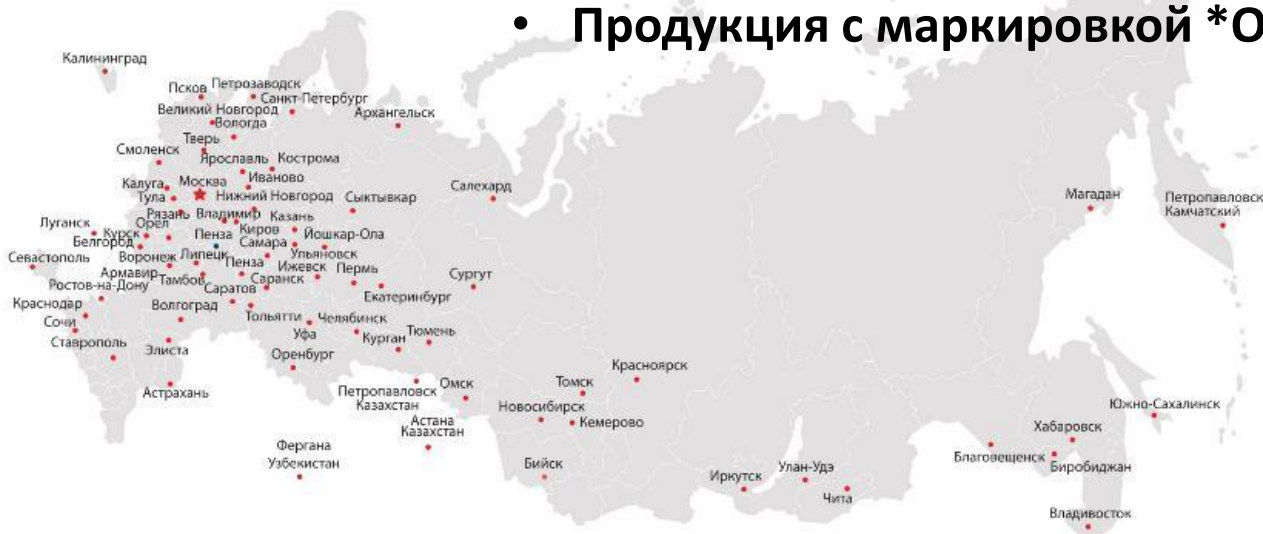 • Продукция с маркировкой *О
Калининград
Псков
Петрозаводск
Великий Новгород
Санкт-Петербург
Вологда
Архангельск
Тверь
Смоленск
Ярославль
Кострома
Калуга
Москва
Иваново
Тула
Нижний Новгород
Сыктывкар
Салехард
Магадан
Петропавловск
Камчатский
Рязань
Владимир
Казань
Луганск
Курск
Орел
Киров
Йошкар-Ола
Белгород
Пенза
Самара
Ульяновск
Севастополь
Воронеж
Липецк
Пенза
Ижевск
Пермь
Сургут
Армавир
Тамбов
Саранск
Ростов-на-Дону
Саратов
Екатеринбург
Краснодар
Волгоград
Тольятти
Челябинск
Сочи
Уфа
Курган
Тюмень
Ставрополь
Элиста
Оренбург
Красноярск
Астрахань
Петропавловск
Казахстан
Омск
Томск
Новосибирск
Кемерово
Южно-Сахалинск
Астана
Казахстан
Хабаровск
Фергана
Узбекистан
Бийск
Благовещенск
Биробиджан
Иркутск
Улан-Удэ
Чита
Владивосток